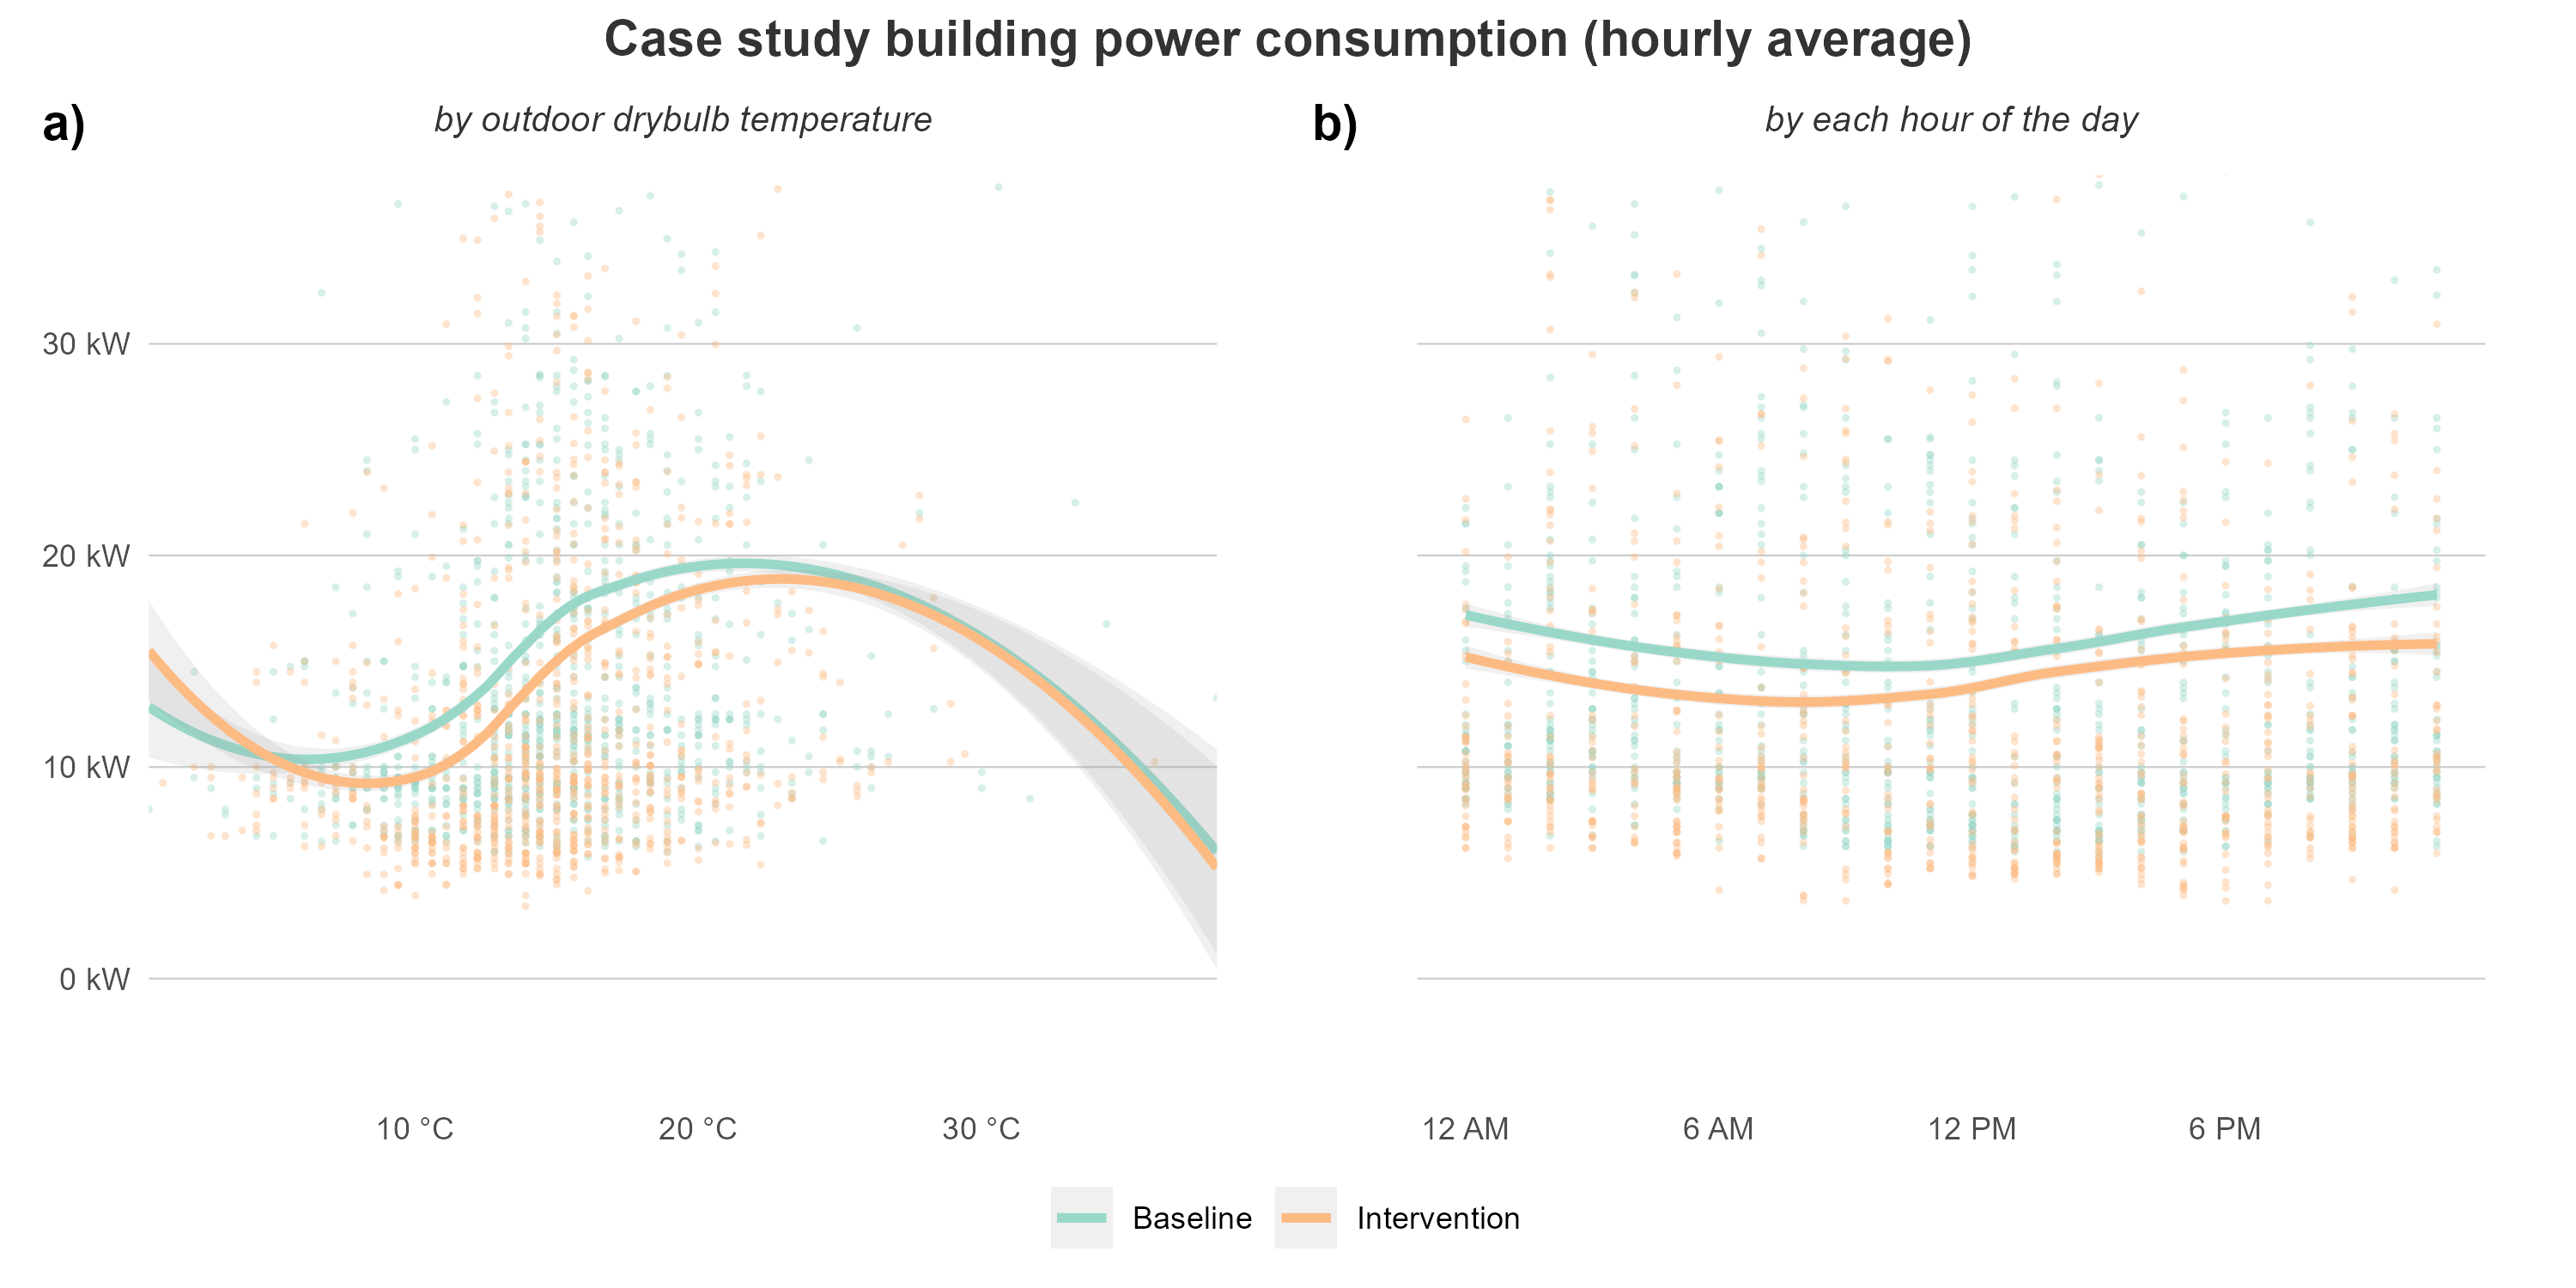 Case study building power consumption (hourly average)
a)
by outdoor drybulb temperature
b)
by each hour of the day
30 kW
20 kW
10 kW
0 kW
10 °C
20 °C
30 °C
12 AM
6 AM
12 PM
6 PM
Baseline
Intervention